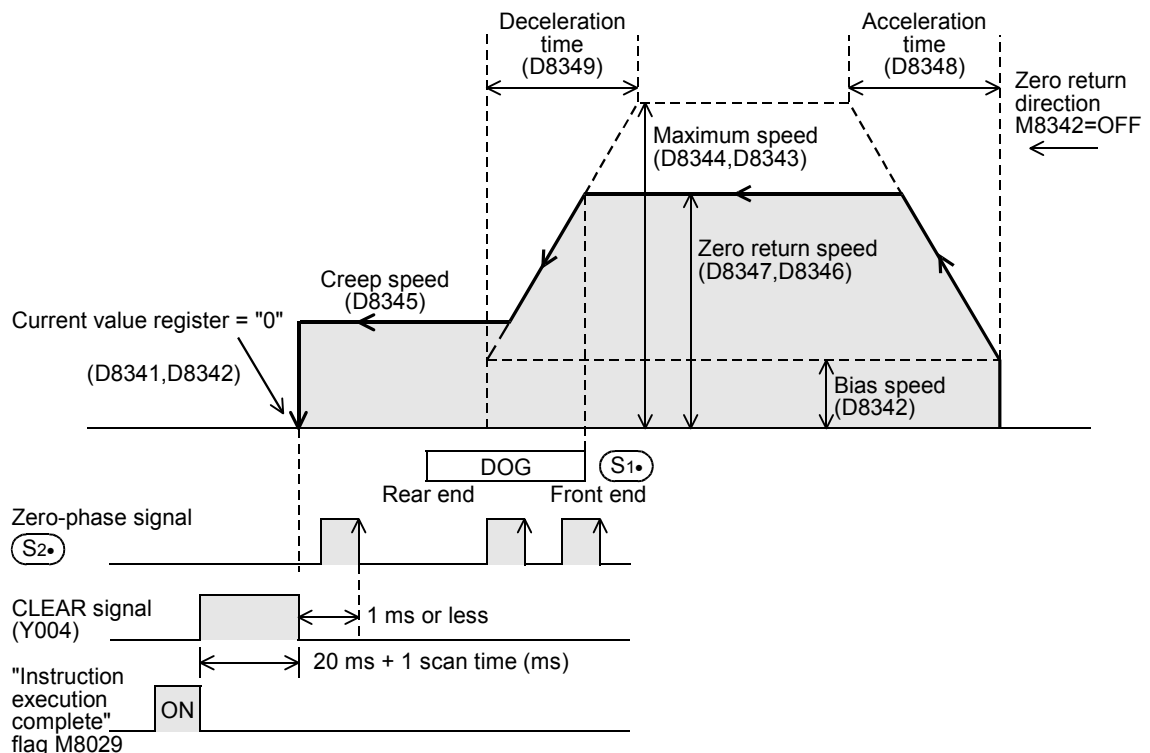 Deceleration
time
(D8349)
Acceleration
time
(D8348)
Zero return
direction
M8342=OFF
Maximum speed
(D8344,D8343)
Zero return speed
(D8347,D8346)
Creep speed
(D8345)
Current value register = "0"
(D8341,D8342)
Bias speed
(D8342)
DOG
S1•
Rear end
Front end
Zero-phase signal
S2•
CLEAR signal
(Y004)
1 ms or less
20 ms + 1 scan time (ms)
"Instruction
execution
complete"
flag M8029
ON